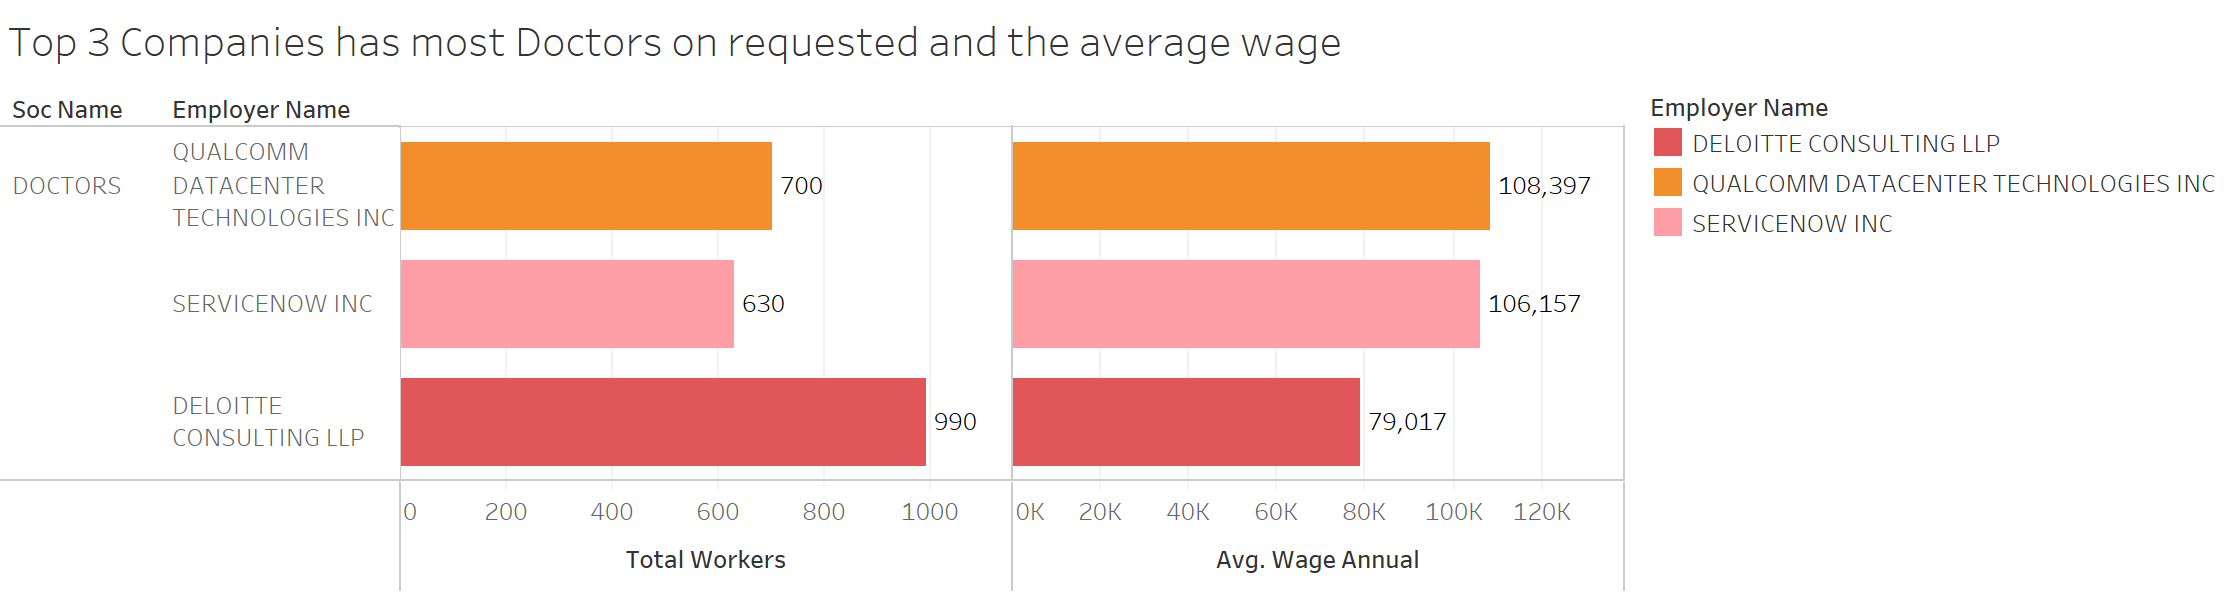 Top 3 Companies has most Doctors on requested and the average wage
Soc Name
Employer Name
DOCTORS
QUALCOMM
DATACENTER
TECHNOLOGIES INC
700
108,397
SERVICENOW INC
630
106,157
DELOITTE
CONSULTING LLP
990
79,017
0 200 400 600 800 1000
Total Workers
0K 20K 40K 60K 80K 100K 120K
Avg. Wage Annual
Employer Name
DELOITTE CONSULTING LLP
QUALCOMM DATACENTER TECHNOLOGIES INC
SERVICENOW INC